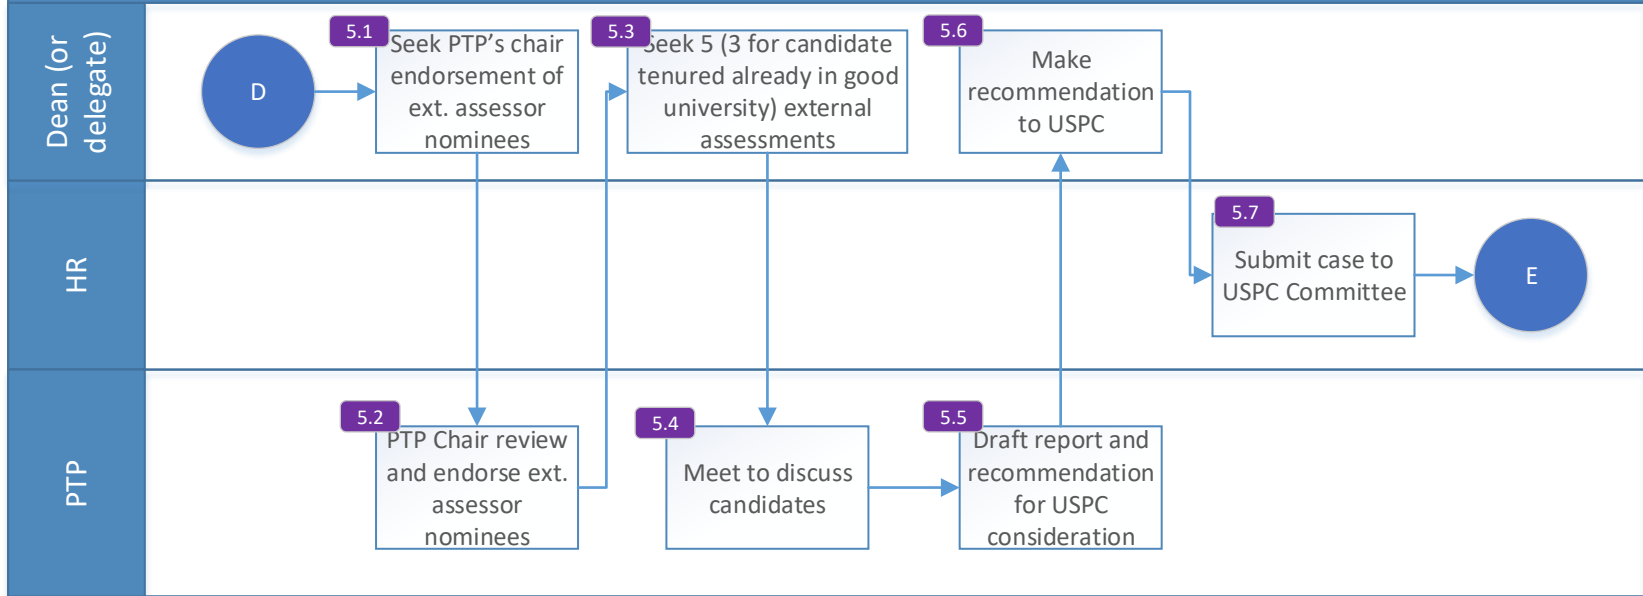 Dean (or
delegate)
D
5.1
Seek PTP's chair
endorsement of
ext. assessor
nominees
5.3
Seek 5 (3 for candidate
tenured already in good
university) external
assessments
5.6
Make
recommendation
to USPC
HR
5.7
Submit case to
USPC Committee
E
PTP
5.2
PTP Chair review
and endorse ext.
assessor
nominees
5.4
Meet to discuss
candidates
5.5
Draft report and
recommendation
for USPC
consideration